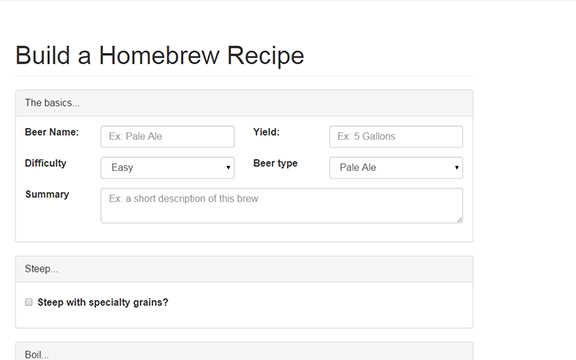 Build a Homebrew Recipe
The basics...
Beer Name: Ex: Pale Ale Yield: Ex: 5 Gallons
Difficulty Easy Beer type Pale Ale
Summary Ex: a short description of this brew
Steep...
Steep with specialty grains?
Boil...